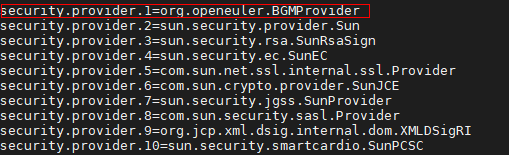 security.provider.1=org.openeuler.BGMProvider
security.provider.2=sun.security.provider.Sun
security.provider.3=sun.security.rsa.SunRsaSign
security.provider.4=sun.security.ec.SunEC
security.provider.5=com.sun.net.ssl.internal.ssl.Provider
security.provider.6=com.sun.crypto.provider.SunJCE
security.provider.7=sun.security.jgss.SunProvider
security.provider.8=com.sun.security.sasl.Provider
security.provider.9=org.jcp.xml.dsig.internal.dom.XMLDSigRI
security.provider.10=sun.security.smartcardio.SunPCSC